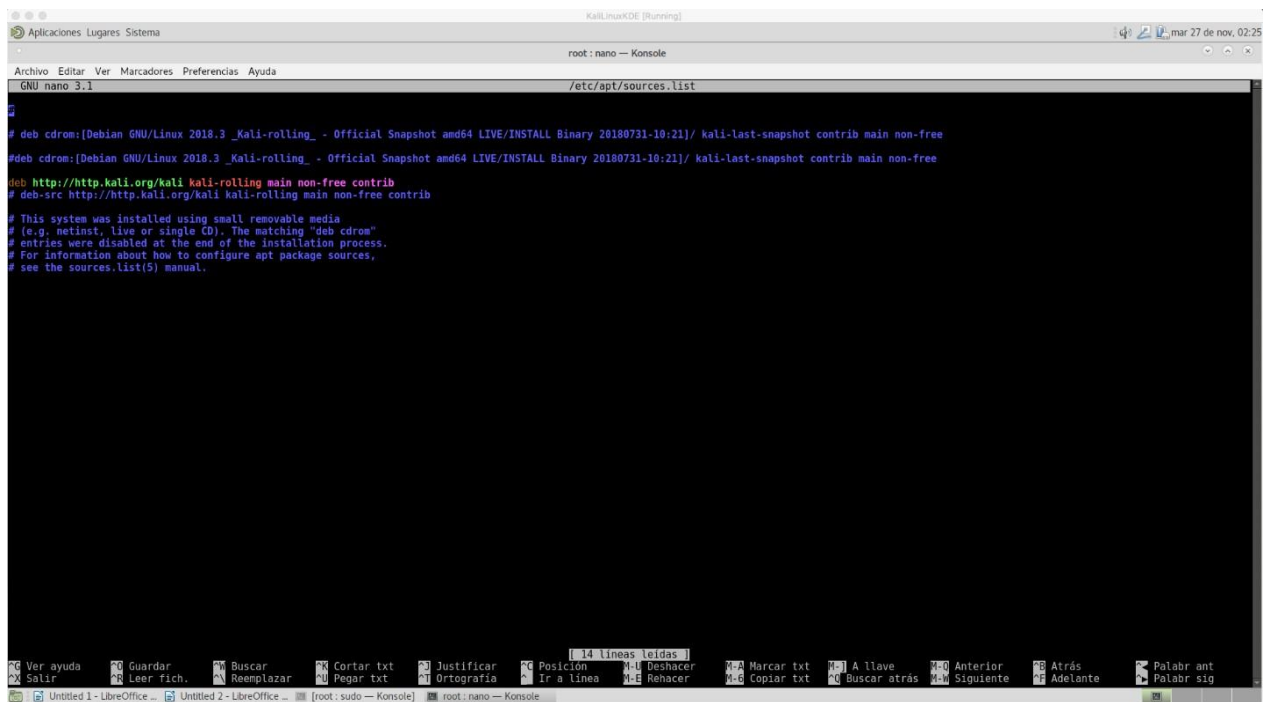 KaliLinuxKDE [Running]
Aplicaciones Lugares Sistema
mar 27 de nov, 02:25
root : nano — Konsole
Archivo Editar Ver Marcadores Preferencias Ayuda
GNU nano 3.1 /etc/apt/sources.list
#
# deb cdrom:[Debian GNU/Linux 2018.3 _Kali-rolling_ - Official Snapshot amd64 LIVE/INSTALL Binary 20180731-10:21]/ kali-last-snapshot contrib main non-free
#deb cdrom:[Debian GNU/Linux 2018.3 _Kali-rolling_ - Official Snapshot amd64 LIVE/INSTALL Binary 20180731-10:21]/ kali-last-snapshot contrib main non-free
deb http://http.kali.org/kali kali-rolling main non-free contrib
# deb-src http://http.kali.org/kali kali-rolling main non-free contrib
# This system was installed using small removable media
# (e.g. netinst, live or single CD). The matching "deb cdrom"
# entries were disabled at the end of the installation process.
# For information about how to configure apt package sources,
# see the sources.list(5) manual.
[ 14 líneas leídas ]
^G Ver ayuda ^O Guardar ^W Buscar ^K Cortar txt ^J Justificar ^C Posición M-U Deshacer M-A Marcar txt M-] A llave M-Q Anterior ^B Atrás Palabr ant
^X Salir ^R Leer fich. ^\ Reemplazar ^U Pegar txt ^T Ortografía ^_ Ir a línea M-E Rehacer M-6 Copiar txt ^Q Buscar atrás M-W Siguiente ^F Adelante Palabr sig
Untitled 1 - LibreOffice ... Untitled 2 - LibreOffice ... [root : sudo — Konsole] root : nano — Konsole